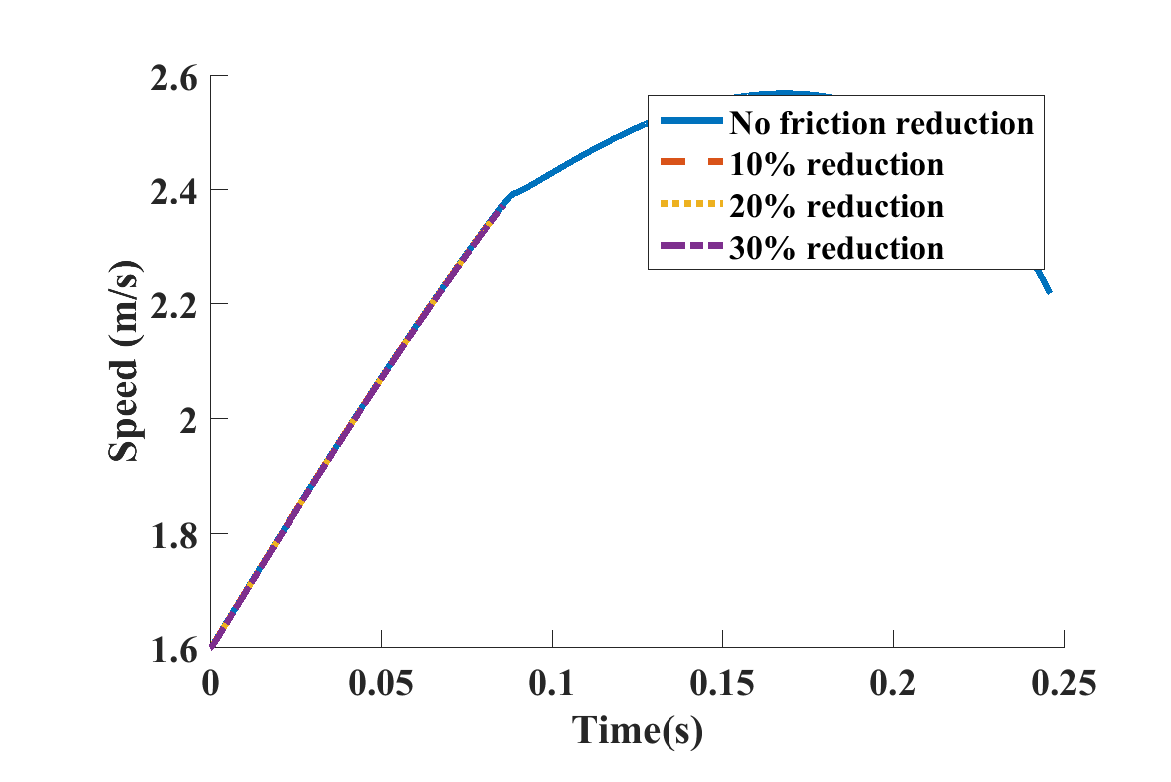 2.6
2.4
2.2
2
1.8
1.6
Speed (m/s)
No friction reduction
10% reduction
20% reduction
30% reduction
0 0.05 0.1 0.15 0.2 0.25
Time(s)